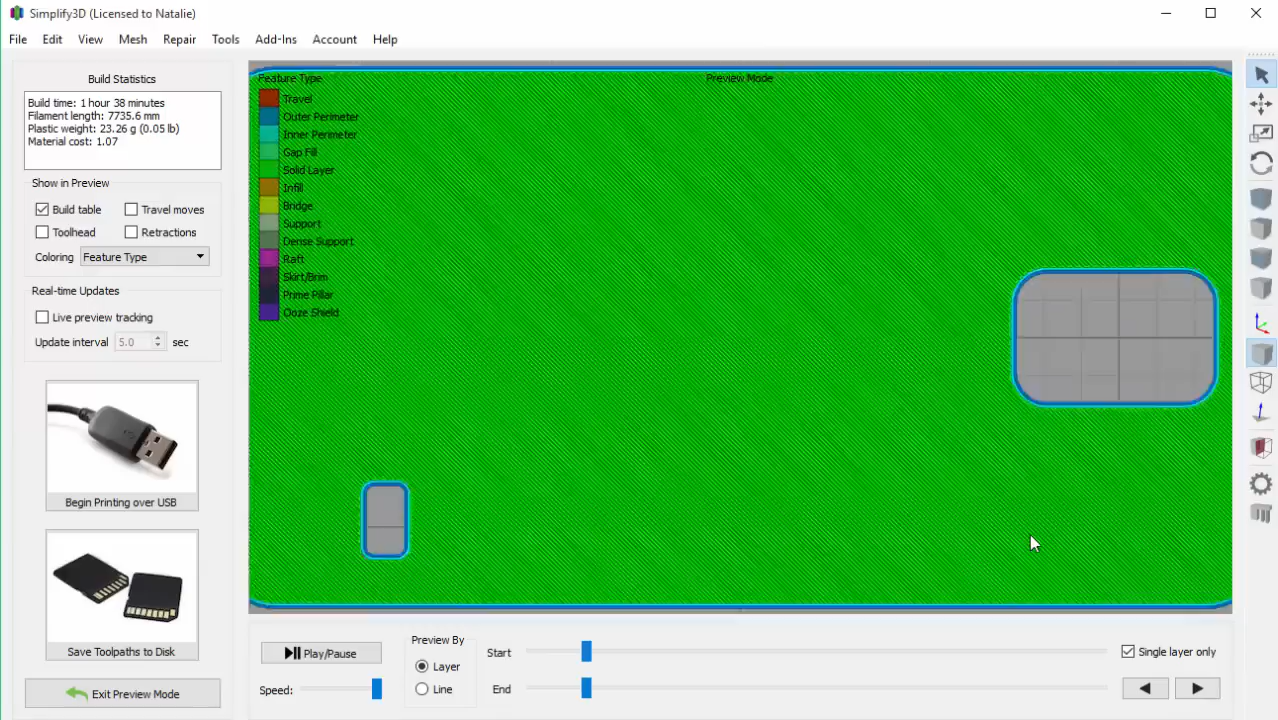 Simplify3D (Licensed to Natalie)
File Edit View Mesh Repair Tools Add-Ins Account Help
Build Statistics
Build time: 1 hour 38 minutes
Filament length: 7735.6 mm
Plastic weight: 23.26 g (0.05 lb)
Material cost: 1.07
Show in Preview
Build table Travel moves
Toolhead Retractions
Coloring Feature Type
Real-time Updates
Live preview tracking
Update interval 5.0 sec
Begin Printing over USB
Save Toolpaths to Disk
Exit Preview Mode
Feature Type
Travel
Outer Perimeter
Inner Perimeter
Gap Fill
Solid Layer
Infill
Bridge
Support
Dense Support
Raft
Skirt/Brim
Prime Pillar
Ooze Shield
Preview Mode
Play/Pause
Speed:
Preview By
Layer
Line
Start
End
Single layer only